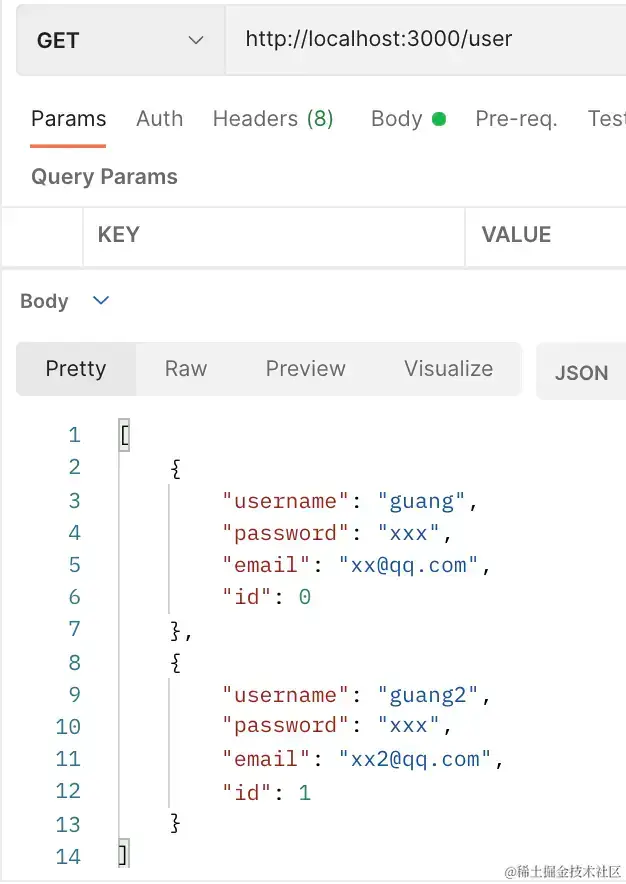 GET http://localhost:3000/user
Params Auth Headers (8) Body Pre-req. Test
Query Params
KEY VALUE
Body
Pretty Raw Preview Visualize JSON
1 [
2 {
3 "username": "guang",
4 "password": "xxx",
5 "email": "xx@qq.com",
6 "id": 0
7 },
8 {
9 "username": "guang2",
10 "password": "xxx",
11 "email": "xx2@qq.com",
12 "id": 1
13 }
14 ]
@稀土掘金技术社区